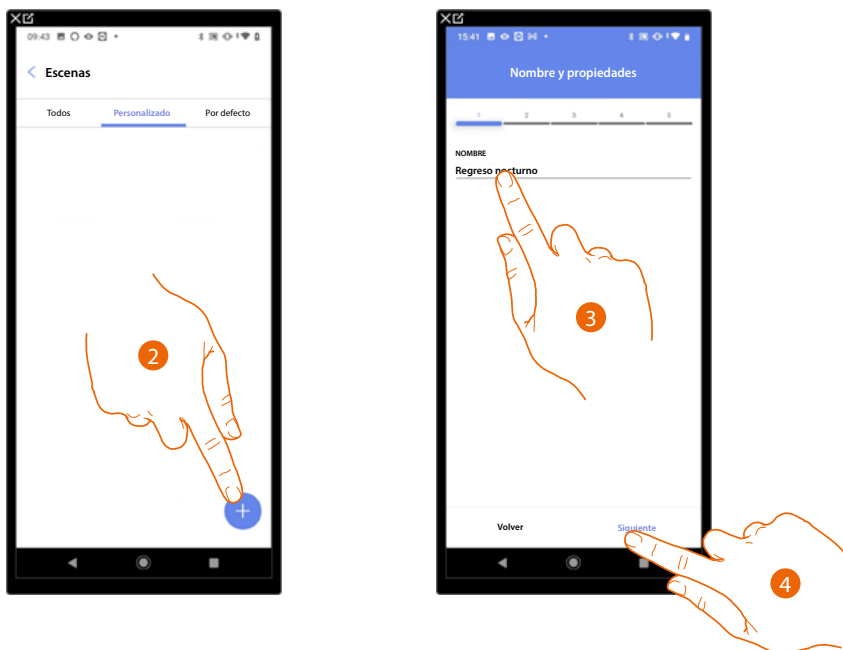 09:43
Escenas
Todos Personalizado Por defecto
2
15:41
Nombre y propiedades
1 2 3 4 5
NOMBRE
Regreso nocturno
3
Volver Siguiente
4